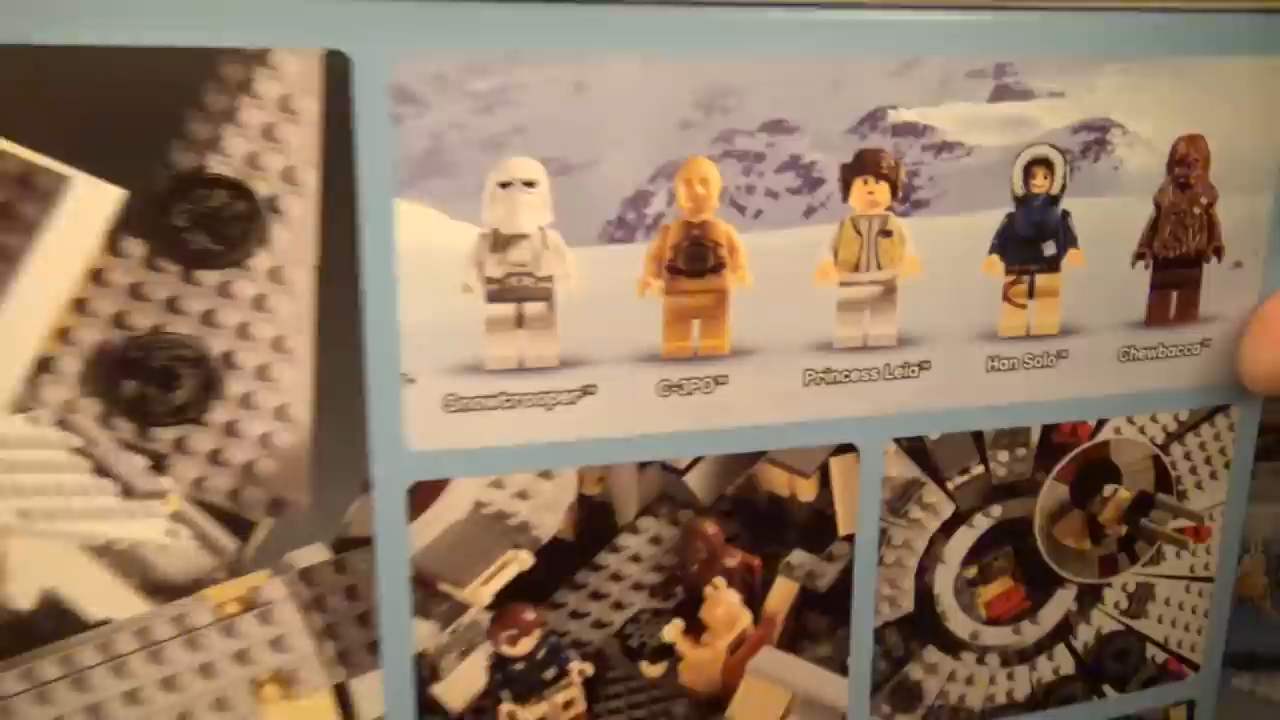 Snowtrooper™
C-3PO™
Princess Leia™
Han Solo™
Chewbacca™